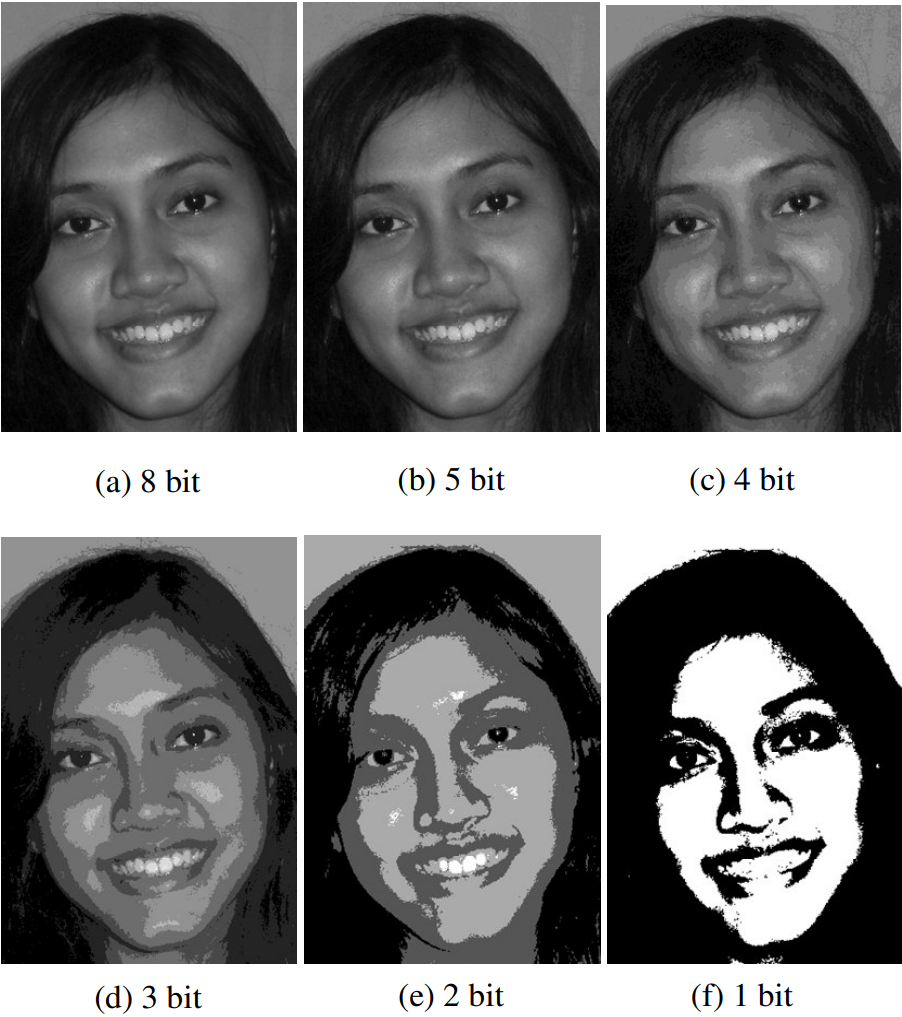 (a) 8 bit
(b) 5 bit
(c) 4 bit
(d) 3 bit
(e) 2 bit
(f) 1 bit